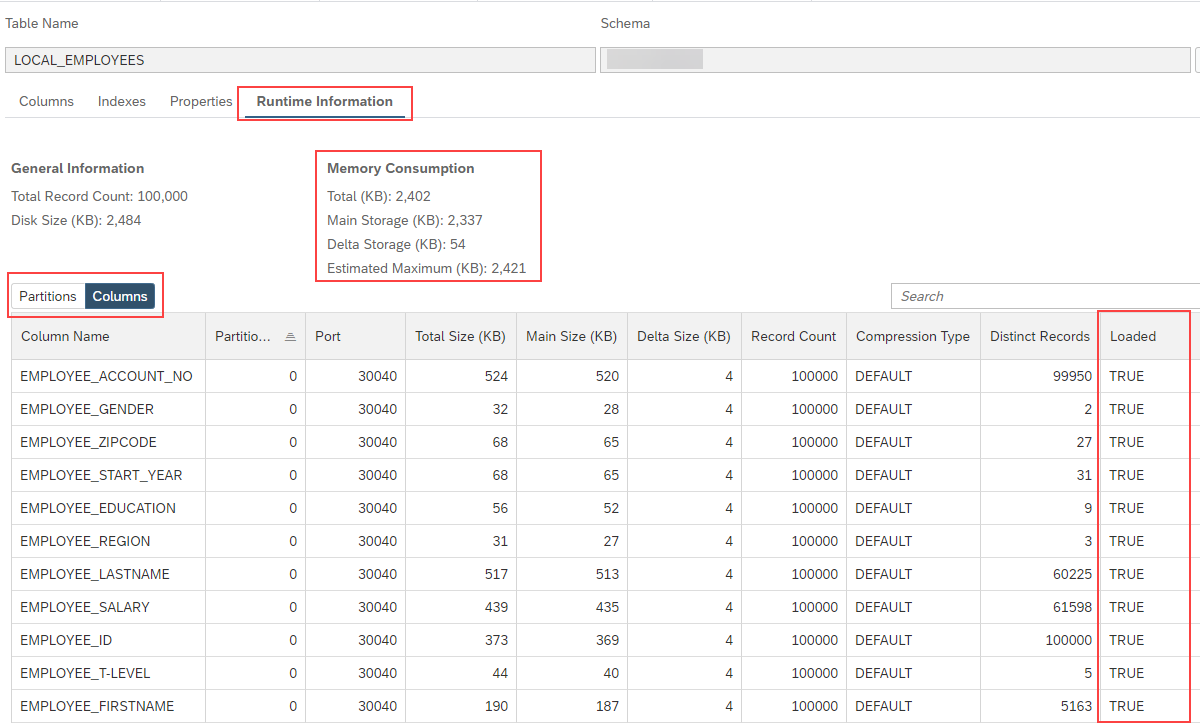 Table Name Schema
LOCAL_EMPLOYEES
Columns Indexes Properties Runtime Information
General Information Memory Consumption
Total Record Count: 100,000 Total (KB): 2,402
Disk Size (KB): 2,484 Main Storage (KB): 2,337
Delta Storage (KB): 54
Estimated Maximum (KB): 2,421
Partitions Columns Search
Column Name Partitio... Port Total Size (KB) Main Size (KB) Delta Size (KB) Record Count Compression Type Distinct Records Loaded
EMPLOYEE_ACCOUNT_NO 0 30040 524 520 4 100000 DEFAULT 99950 TRUE
EMPLOYEE_GENDER 0 30040 32 28 4 100000 DEFAULT 2 TRUE
EMPLOYEE_ZIPCODE 0 30040 68 65 4 100000 DEFAULT 27 TRUE
EMPLOYEE_START_YEAR 0 30040 68 65 4 100000 DEFAULT 31 TRUE
EMPLOYEE_EDUCATION 0 30040 56 52 4 100000 DEFAULT 9 TRUE
EMPLOYEE_REGION 0 30040 31 27 4 100000 DEFAULT 3 TRUE
EMPLOYEE_LASTNAME 0 30040 517 513 4 100000 DEFAULT 60225 TRUE
EMPLOYEE_SALARY 0 30040 439 435 4 100000 DEFAULT 61598 TRUE
EMPLOYEE_ID 0 30040 373 369 4 100000 DEFAULT 100000 TRUE
EMPLOYEE_T-LEVEL 0 30040 44 40 4 100000 DEFAULT 5 TRUE
EMPLOYEE_FIRSTNAME 0 30040 190 187 4 100000 DEFAULT 5163 TRUE